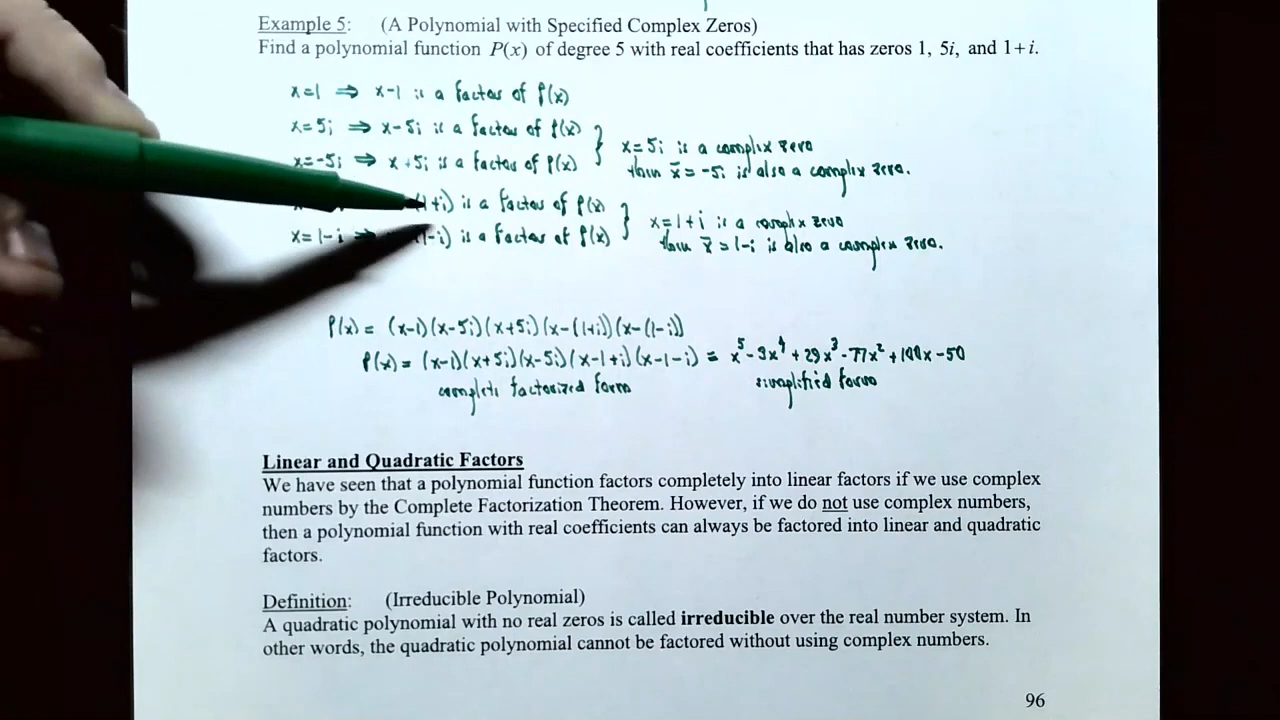 Example 5: (A Polynomial with Specified Complex Zeros)
Find a polynomial function P(x) of degree 5 with real coefficients that has zeros 1, 5i, and 1+i.
x=1 ⇒ x-1 is a factor of P(x)
x=5i ⇒ x-5i is a factor of P(x)
x=-5i ⇒ x+5i is a factor of P(x)
x=5i is a complex zero
then x̄=-5i is also a complex zero.
(1+i) is a factor of P(x)
x=1-i ⇒ (1-i) is a factor of P(x)
x=1+i is a complex zero
then z̄=1-i is also a complex zero.
P(x) = (x-1)(x-5i)(x+5i)(x-(1+i))(x-(1-i))
P(x) = (x-1)(x+5i)(x-5i)(x-1+i)(x-1-i) = x⁵-3x⁴+29x³-77x²+100x-50
complete factorized form simplified form
Linear and Quadratic Factors
We have seen that a polynomial function factors completely into linear factors if we use complex
numbers by the Complete Factorization Theorem. However, if we do not use complex numbers,
then a polynomial function with real coefficients can always be factored into linear and quadratic
factors.
Definition: (Irreducible Polynomial)
A quadratic polynomial with no real zeros is called irreducible over the real number system. In
other words, the quadratic polynomial cannot be factored without using complex numbers.
96